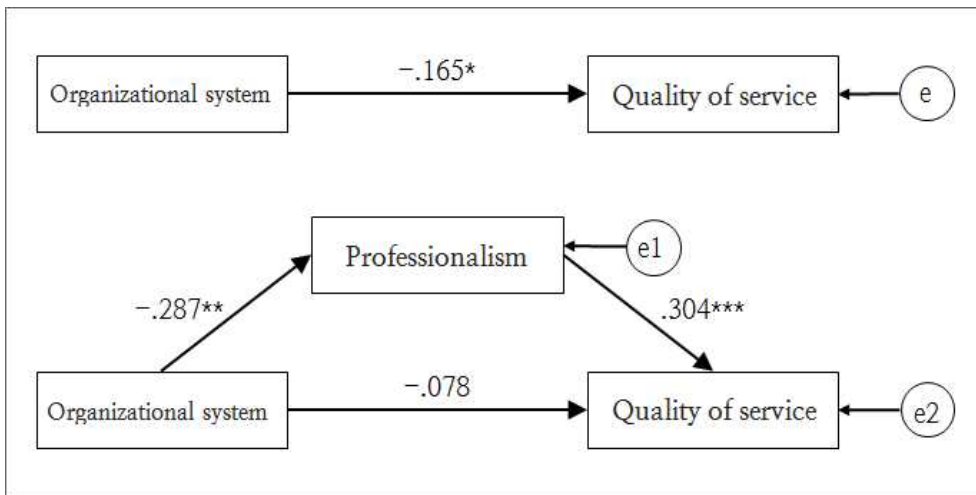 -.165*
Organizational system
Quality of service
e
Professionalism
e1
-.287**
.304***
-.078
Organizational system
Quality of service
e2